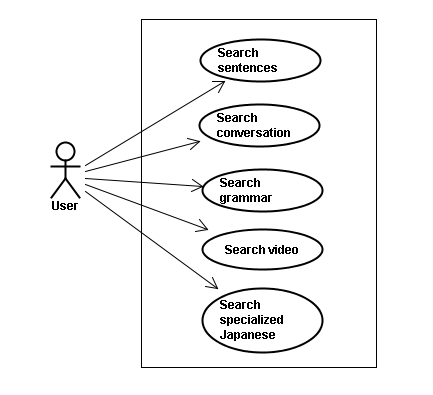 Search
sentences
Search
conversation
Search
grammar
User
Search video
Search
specialized
Japanese